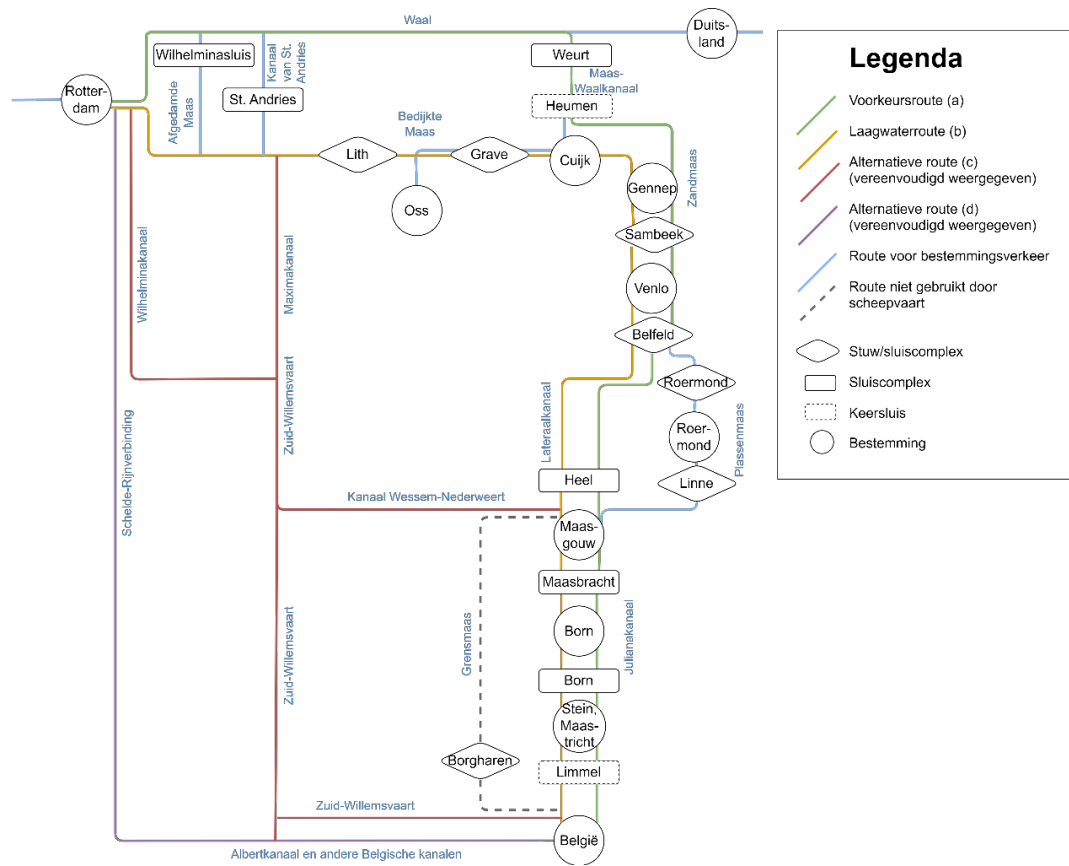 Waal
Duits-
land
Wilhelminasluis
Kanaal
van St.
Andries
Weurt
Rotter-
dam
Afgedamde
Maas
St. Andries
Maas-
Waalkanaal
Heumen
Bedijkte
Maas
Lith
Grave
Cuijk
Gennep
Zandmaas
Oss
Sambeek
Wilhelminakanaal
Maximakanaal
Venlo
Belfeld
Roermond
Zuid-Willemsvaart
Lateraalkanaal
Roer-
mond
Plassenmaas
Schelde-Rijnverbinding
Heel
Linne
Kanaal Wessem-Nederweert
Maas-
gouw
Maasbracht
Grensmaas
Born
Julianakanaal
Zuid-Willemsvaart
Born
Stein,
Maas-
tricht
Borgharen
Limmel
Zuid-Willemsvaart
België
Albertkanaal en andere Belgische kanalen
Legenda
Voorkeursroute (a)
Laagwaterroute (b)
Alternatieve route (c)
(vereenvoudigd weergegeven)
Alternatieve route (d)
(vereenvoudigd weergegeven)
Route voor bestemmingsverkeer
Route niet gebruikt door
scheepvaart
Stuw/sluiscomplex
Sluiscomplex
Keersluis
Bestemming